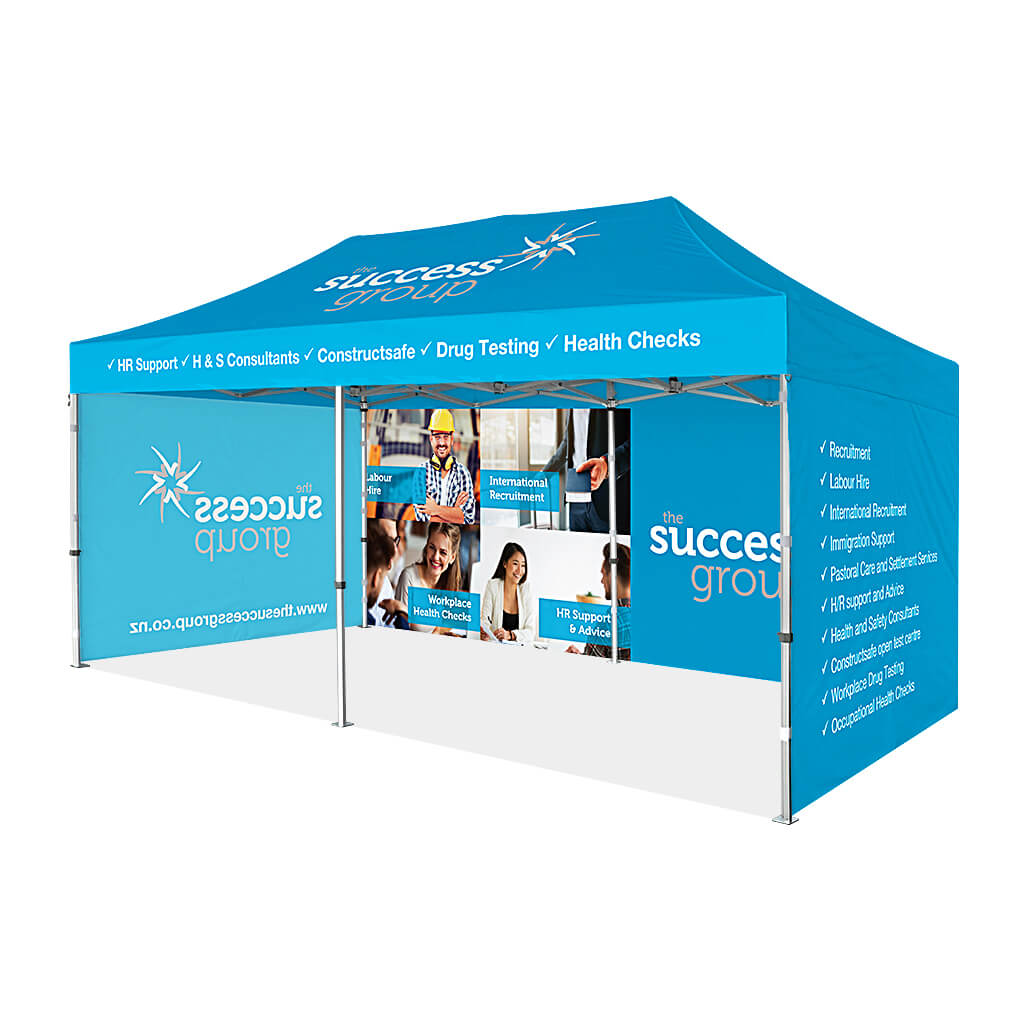 the
success
group
✓ HR Support ✓ H & S Consultants ✓ Constructsafe ✓ Drug Testing ✓ Health Checks
the
success
group
www.thesuccessgroup.co.nz
Labour
Hire
International
Recruitment
Workplace
Health Checks
HR Support
& Advice
the
succes
grou
✓ Recruitment
✓ Labour Hire
✓ International Recruitment
✓ Immigration Support
✓ Pastoral Care and Settlement Services
✓ H/R support and Advice
✓ Health and Safety Consultants
✓ Constructsafe open test centre
✓ Workplace Drug Testing
✓ Occupational Health Checks